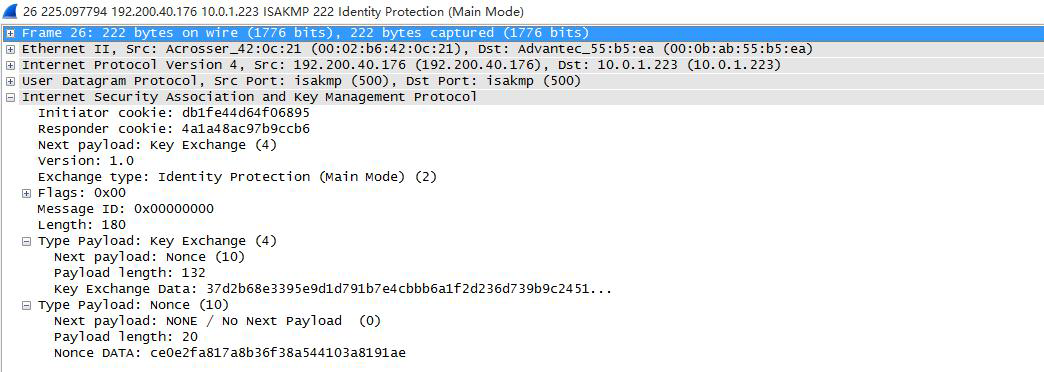 26 225.097794 192.200.40.176 10.0.1.223 ISAKMP 222 Identity Protection (Main Mode)
Frame 26: 222 bytes on wire (1776 bits), 222 bytes captured (1776 bits)
Ethernet II, Src: Acrosser_42:0c:21 (00:02:b6:42:0c:21), Dst: Advantec_55:b5:ea (00:0b:ab:55:b5:ea)
Internet Protocol Version 4, Src: 192.200.40.176 (192.200.40.176), Dst: 10.0.1.223 (10.0.1.223)
User Datagram Protocol, Src Port: isakmp (500), Dst Port: isakmp (500)
Internet Security Association and Key Management Protocol
Initiator cookie: db1fe44d64f06895
Responder cookie: 4a1a48ac97b9ccb6
Next payload: Key Exchange (4)
Version: 1.0
Exchange type: Identity Protection (Main Mode) (2)
Flags: 0x00
Message ID: 0x00000000
Length: 180
Type Payload: Key Exchange (4)
Next payload: Nonce (10)
Payload length: 132
Key Exchange Data: 37d2b68e3395e9d1d791b7e4cbbb6a1f2d236d739b9c2451...
Type Payload: Nonce (10)
Next payload: NONE / No Next Payload  (0)
Payload length: 20
Nonce DATA: ce0e2fa817a8b36f38a544103a8191ae